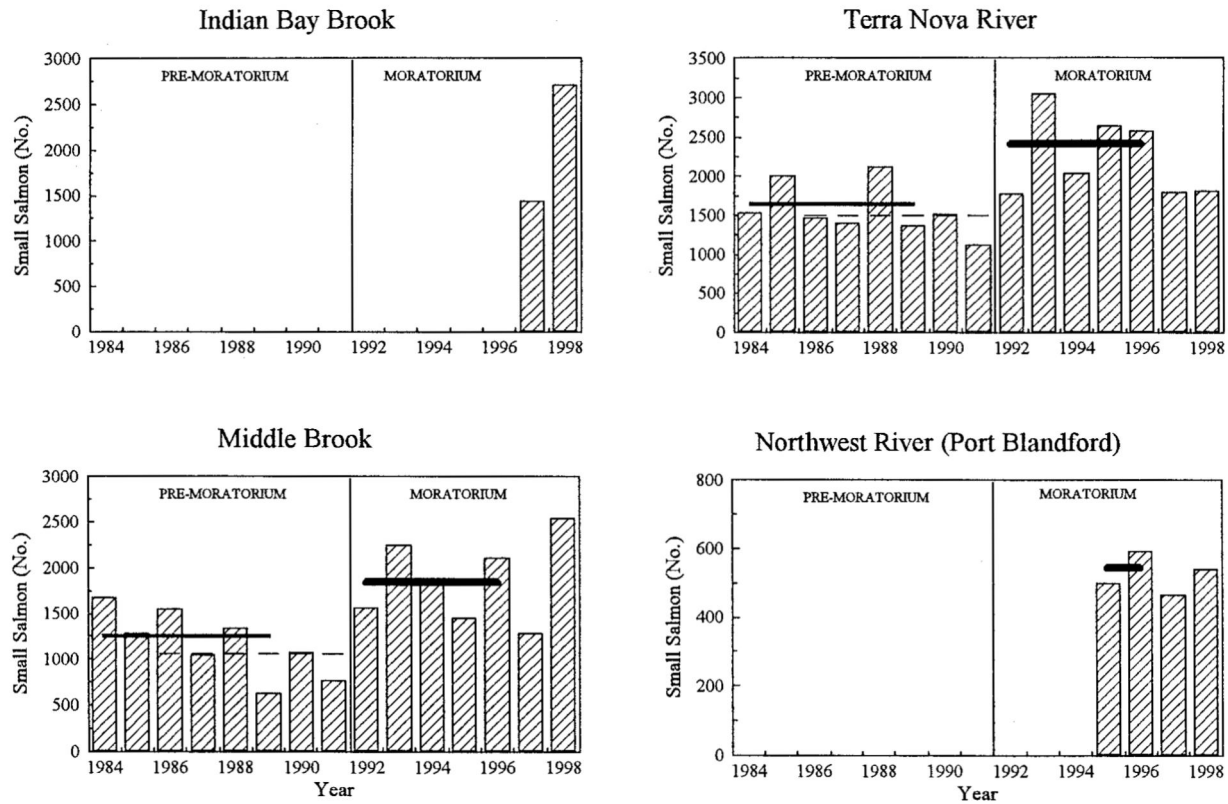 Indian Bay Brook
3000
2500
2000
1500
1000
500
0
PRE-MORATORIUM MORATORIUM
Small Salmon (No.)
1984 1986 1988 1990 1992 1994 1996 1998
Terra Nova River
3500
3000
2500
2000
1500
1000
500
0
PRE-MORATORIUM MORATORIUM
Small Salmon (No.)
1984 1986 1988 1990 1992 1994 1996 1998
Middle Brook
3000
2500
2000
1500
1000
500
0
PRE-MORATORIUM MORATORIUM
Small Salmon (No.)
1984 1986 1988 1990 1992 1994 1996 1998
Year
Northwest River (Port Blandford)
800
600
400
200
0
PRE-MORATORIUM MORATORIUM
Small Salmon (No.)
1984 1986 1988 1990 1992 1994 1996 1998
Year